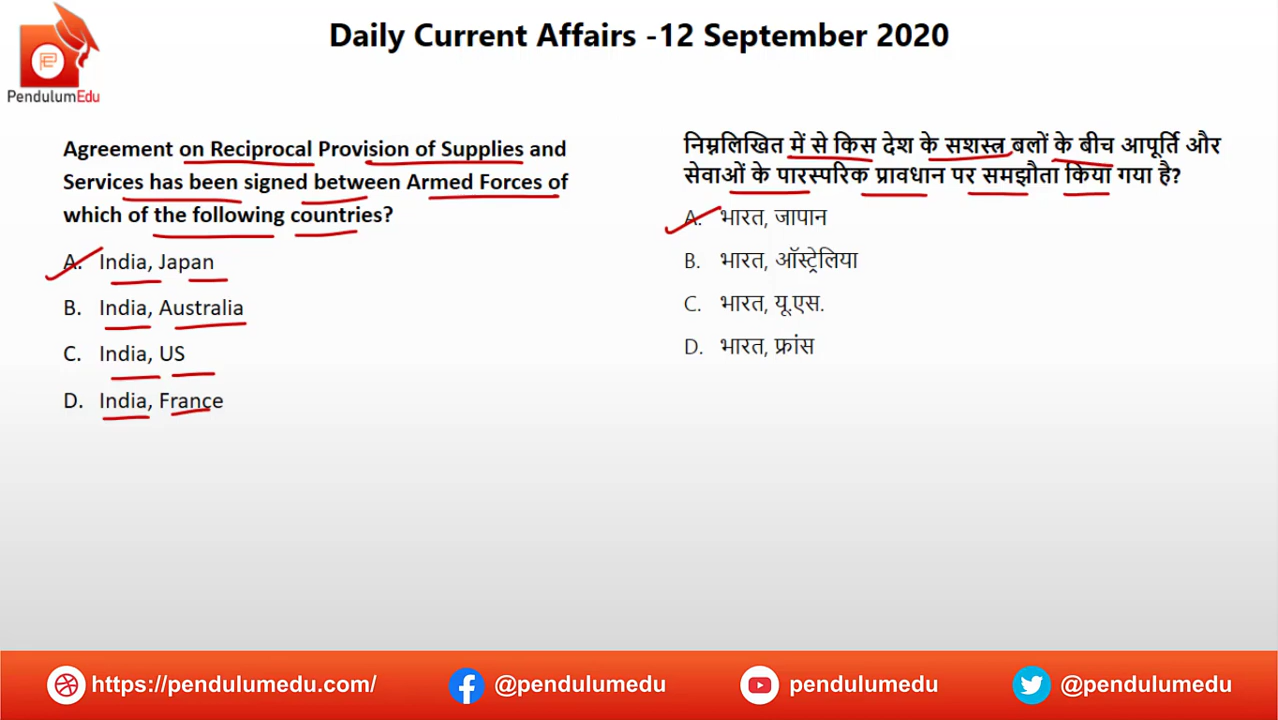 Daily Current Affairs -12 September 2020
PendulumEdu
Agreement on Reciprocal Provision of Supplies and
Services has been signed between Armed Forces of
which of the following countries?
A. India, Japan
B. India, Australia
C. India, US
D. India, France
निम्नलिखित में से किस देश के सशस्त्र बलों के बीच आपूर्ति और
सेवाओं के पारस्परिक प्रावधान पर समझौता किया गया है?
A. भारत, जापान
B. भारत, ऑस्ट्रेलिया
C. भारत, यू.एस.
D. भारत, फ्रांस
https://pendulumedu.com/ @pendulumedu pendulumedu @pendulumedu